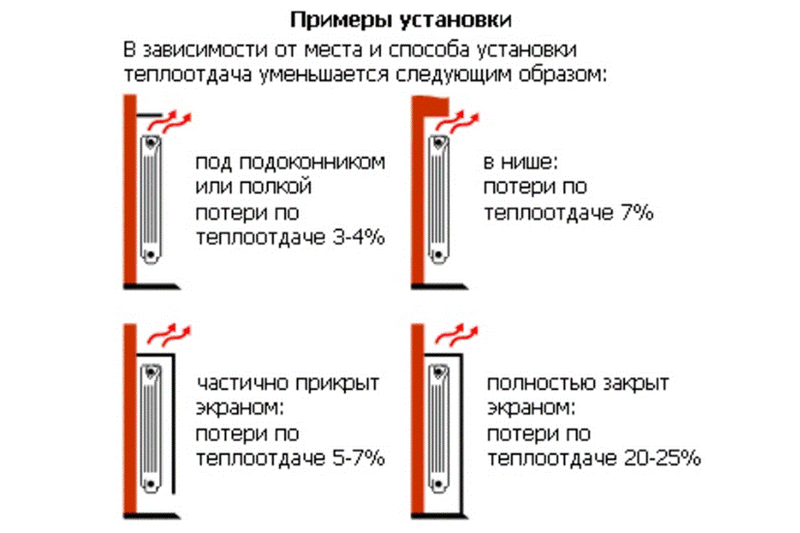 Примеры установки
В зависимости от места и способа установки
теплоотдача уменьшается следующим образом:
под подоконником
или полкой
потери по
теплоотдаче 3-4%
в нише:
потери по
теплоотдаче 7%
частично прикрыт
экраном:
потери по
теплоотдаче 5-7%
полностью закрыт
экраном:
потери по
теплоотдаче 20-25%